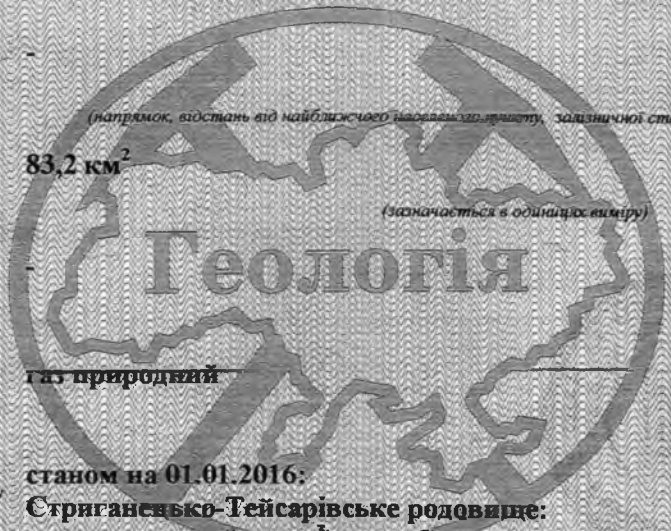 -
(напрямок, відстань від найближчого населеного пункту, залізничної
83,2 км²
(зазначається в одиницях виміру)
Геологія
-
газ природний
станом на 01.01.2016:
Стриганецько-Тейсарівське родовище: